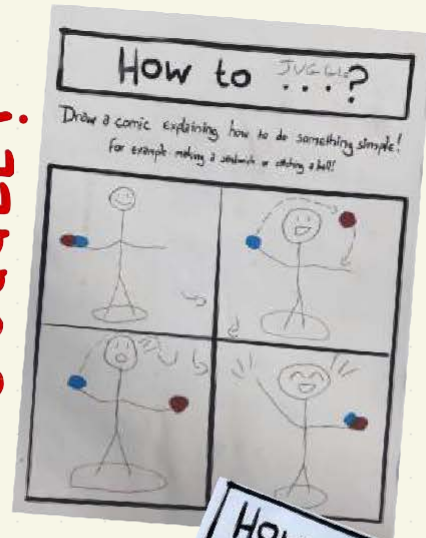 How to JUGGLE...?
Draw a comic explaining how to do something simple!
For example making a sandwich or catching a ball!
How